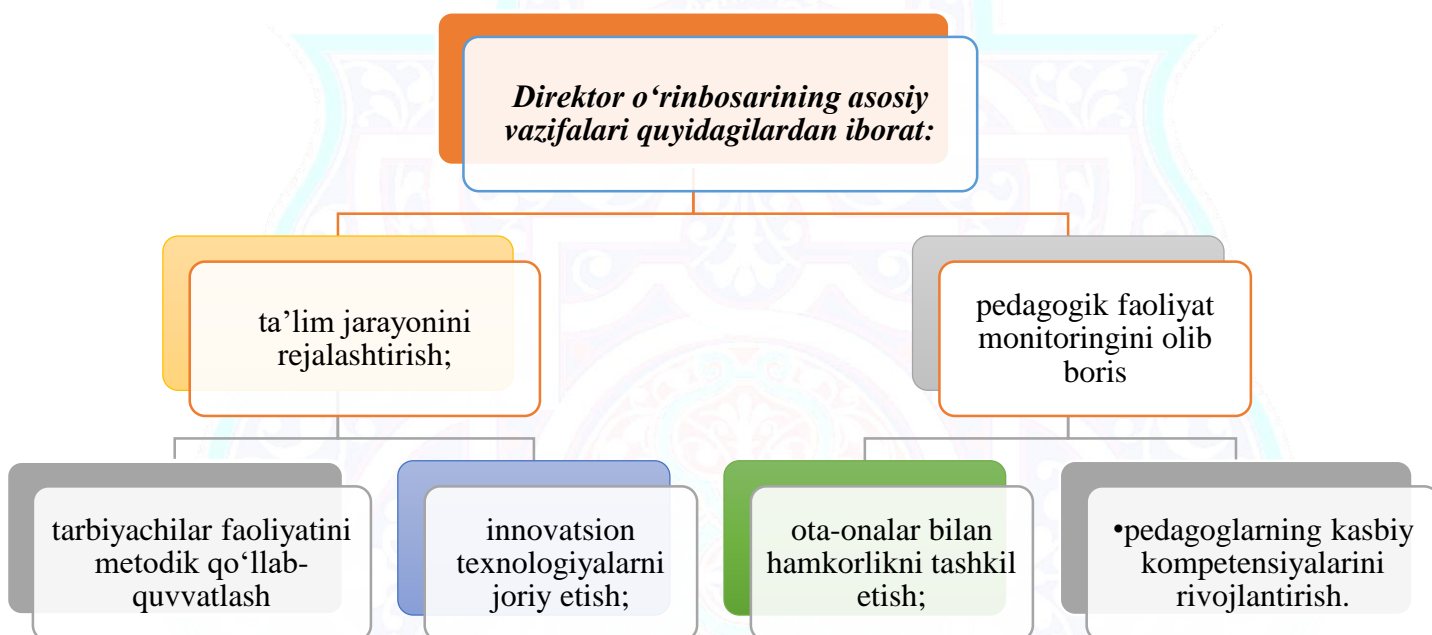 Direktor o‘rinbosarining asosiy
vazifalari quyidagilardan iborat:
ta’lim jarayonini
rejalashtirish;
pedagogik faoliyat
monitoringini olib
boris
tarbiyachilar faoliyatini
metodik qo‘llab-
quvvatlash
innovatsion
texnologiyalarni
joriy etish;
ota-onalar bilan
hamkorlikni tashkil
etish;
•pedagoglarning kasbiy
kompetensiyalarini
rivojlantirish.